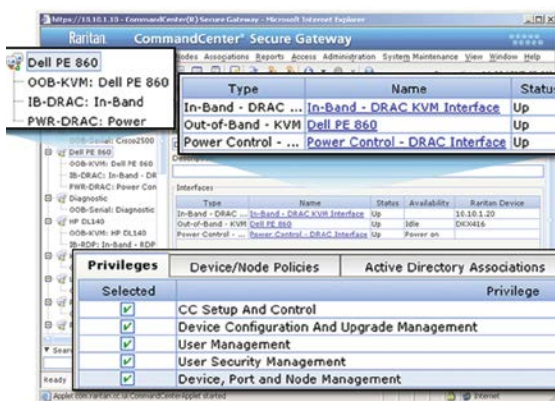 https://10.10.1.10 - CommandCenter(R) Secure Gateway - Microsoft Internet Explorer
Raritan. CommandCenter® Secure Gateway
Nodes Associations Reports Access Administration System Maintenance View Window Help
Dell PE 860
OOB-KVM: Dell PE 860
IB-DRAC: In-Band
PWR-DRAC: Power
Type Name Status
In-Band - DRAC ... In-Band - DRAC KVM Interface Up
Out-of-Band - KVM Dell PE 860 Up
Power Control - ... Power Control - DRAC Interface Up
OOB-Serial: Cisco2500
Dell PE 860
OOB-KVM: Dell PE 860
IB-DRAC: In-Band - DR
PWR-DRAC: Power Con
Diagnostic
OOB-Serial: Diagnostic
HP DL140
OOB-KVM: HP DL140
IB-RDP: In-Band - RDP
Interfaces
Type Name Status Availability Raritan Device
In-Band - DRAC ... In-Band - DRAC KVM Interface Up 10.10.1.20
Out-of-Band - KVM Dell PE 860 Up Idle DKX416
Power Control - ... Power Control - DRAC Interface Up Power on
Privileges Device/Node Policies Active Directory Associations
Selected Privilege
CC Setup And Control
Device Configuration And Upgrade Management
User Management
User Security Management
Device, Port and Node Management
Sear
Ready
Internet